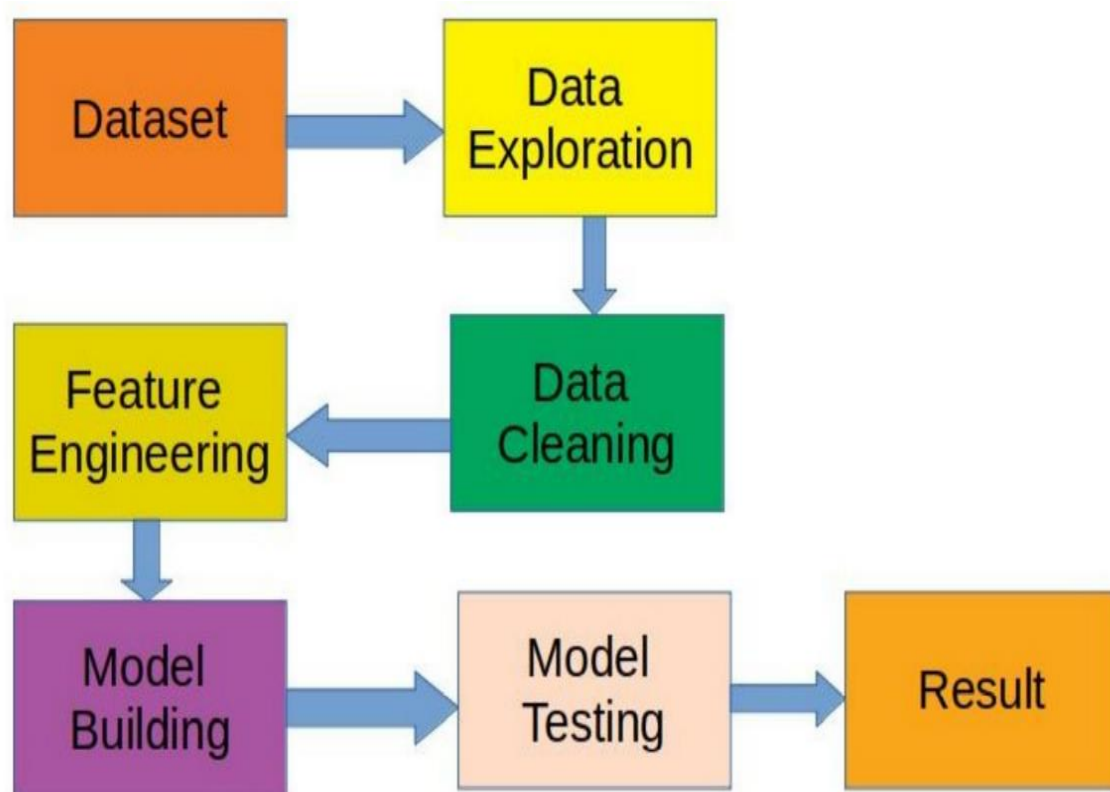 Dataset
Data
Exploration
Data
Cleaning
Feature
Engineering
Model
Building
Model
Testing
Result